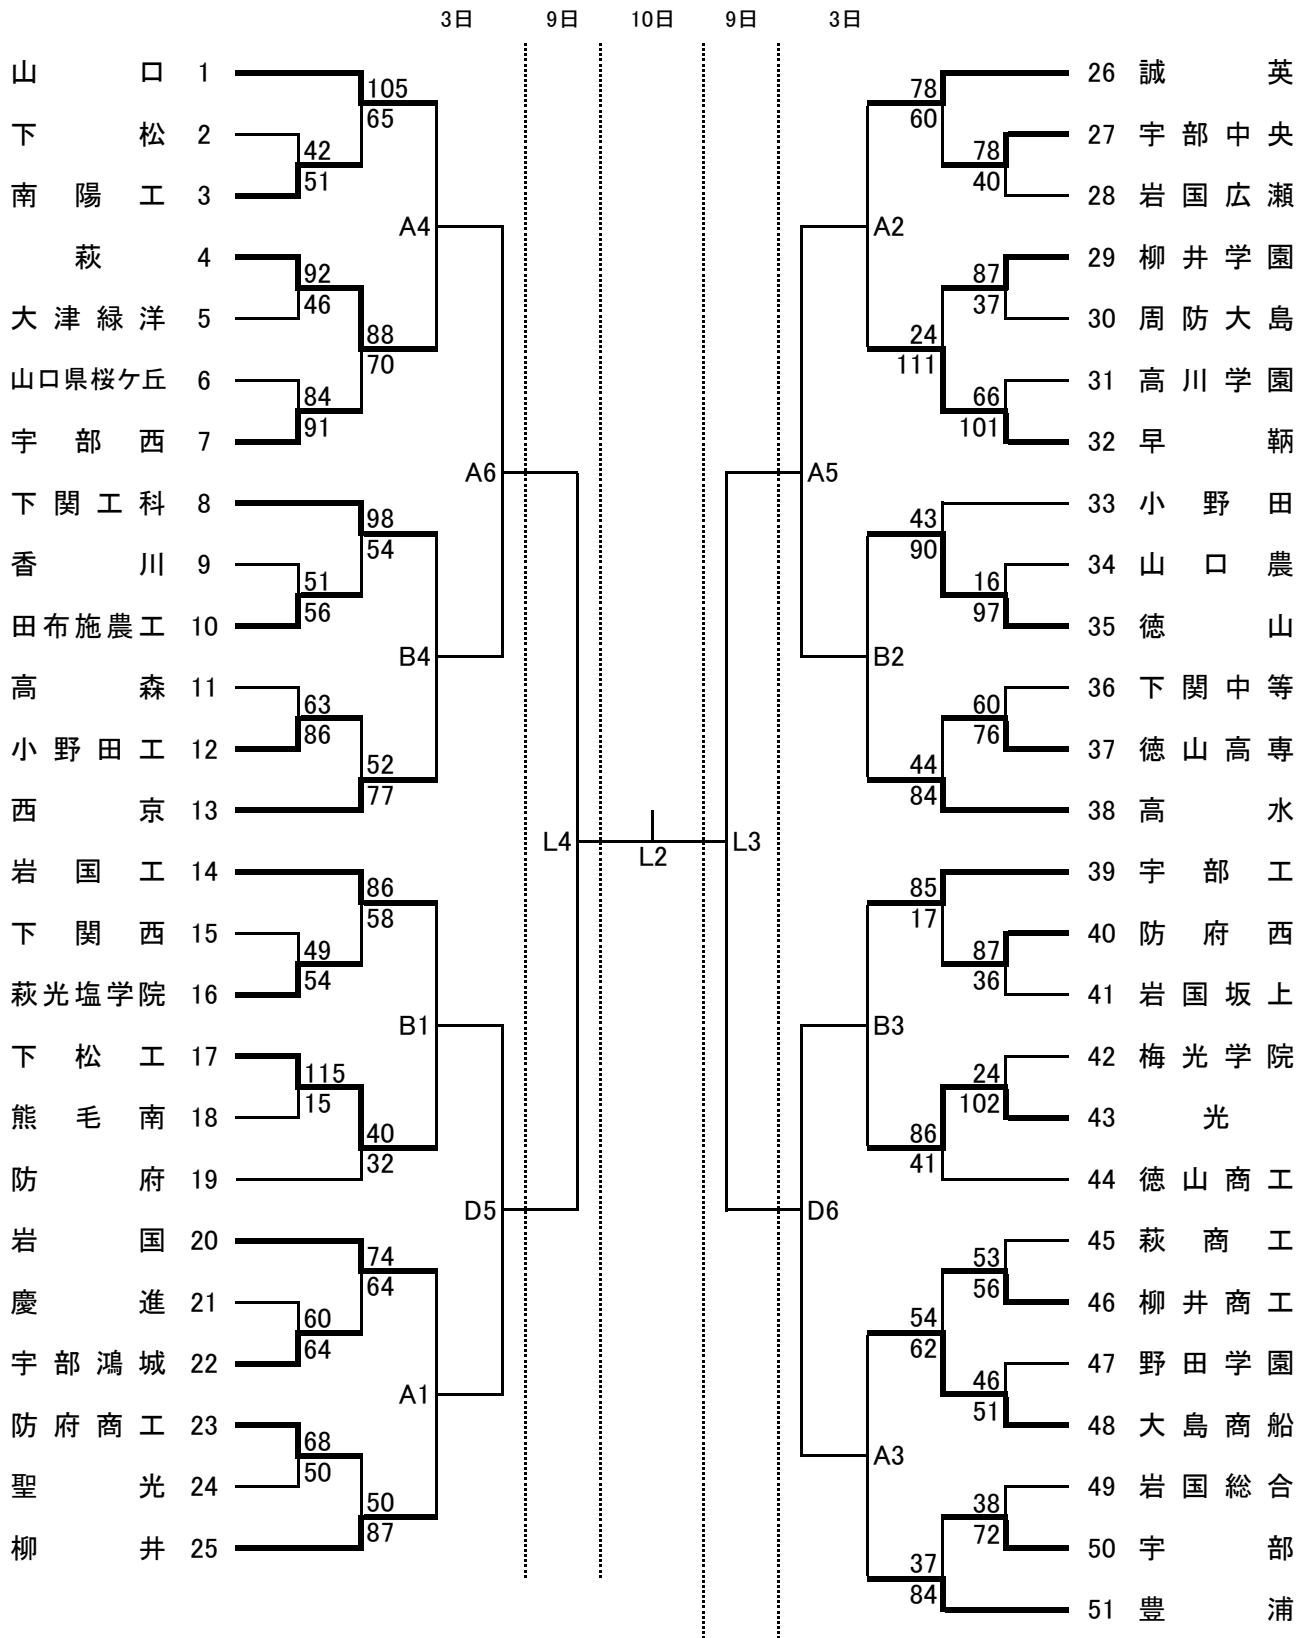 3日 9日 10日 9日 3日
山口 1
105
65
下松 2
42
51
南陽工 3
A4
萩 4
92
46
大津緑洋 5
88
70
山口県桜ケ丘 6
84
91
宇部西 7
A6
下関工科 8
98
54
香川 9
51
56
田布施農工 10
B4
高森 11
63
86
小野田工 12
52
77
西京 13
L4
岩国工 14
86
58
下関西 15
49
54
萩光塩学院 16
B1
下松工 17
115
15
熊毛南 18
40
32
防府 19
D5
岩国 20
74
64
慶進 21
60
64
宇部鴻城 22
A1
防府商工 23
68
50
聖光 24
50
87
柳井 25
L2
26 誠英
78
60
27 宇部中央
78
40
28 岩国広瀬
A2
29 柳井学園
87
37
30 周防大島
24
111
31 高川学園
66
101
32 早鞆
A5
33 小野田
43
90
34 山口農
16
97
35 徳山
B2
36 下関中等
60
76
37 徳山高専
44
84
38 高水
L3
39 宇部工
85
17
40 防府西
87
36
41 岩国坂上
B3
42 梅光学院
24
102
43 光
86
41
44 徳山商工
D6
45 萩商工
53
56
46 柳井商工
54
62
47 野田学園
46
51
48 大島商船
A3
49 岩国総合
38
72
50 宇部
37
84
51 豊浦